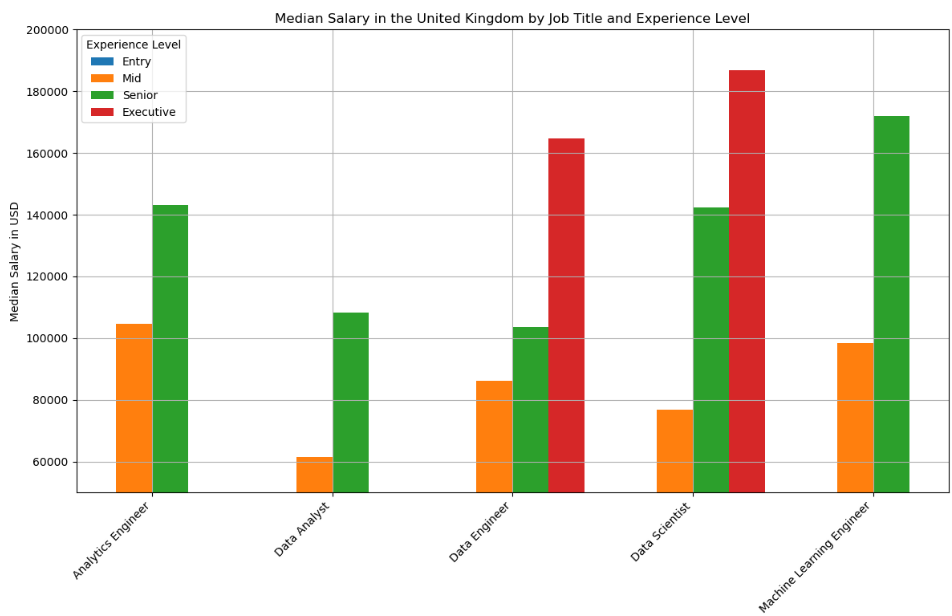 Median Salary in the United Kingdom by Job Title and Experience Level
200000
180000
160000
140000
120000
100000
80000
60000
Median Salary in USD
Experience Level
Entry
Mid
Senior
Executive
Analytics Engineer
Data Analyst
Data Engineer
Data Scientist
Machine Learning Engineer